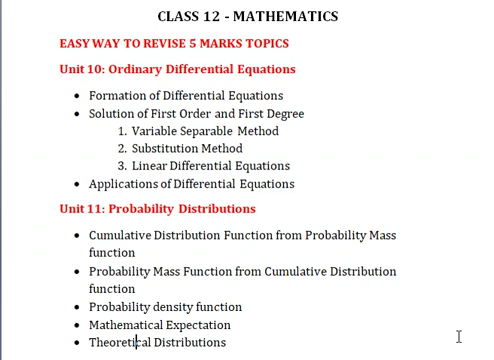 CLASS 12 - MATHEMATICS
EASY WAY TO REVISE 5 MARKS TOPICS
Unit 10: Ordinary Differential Equations
• Formation of Differential Equations
• Solution of First Order and First Degree
1. Variable Separable Method
2. Substitution Method
3. Linear Differential Equations
• Applications of Differential Equations
Unit 11: Probability Distributions
• Cumulative Distribution Function from Probability Mass
function
• Probability Mass Function from Cumulative Distribution
function
• Probability density function
• Mathematical Expectation
• Theoretical Distributions